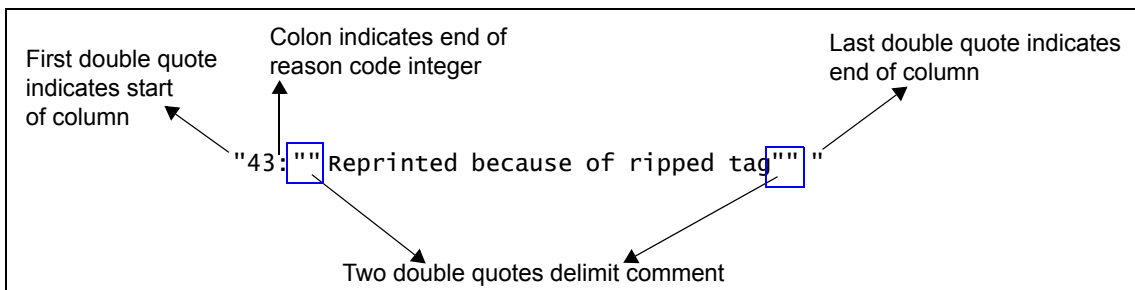 First double quote
indicates start
of column
Colon indicates end of
reason code integer
Last double quote indicates
end of column
"43:""Reprinted because of ripped tag"" "
Two double quotes delimit comment